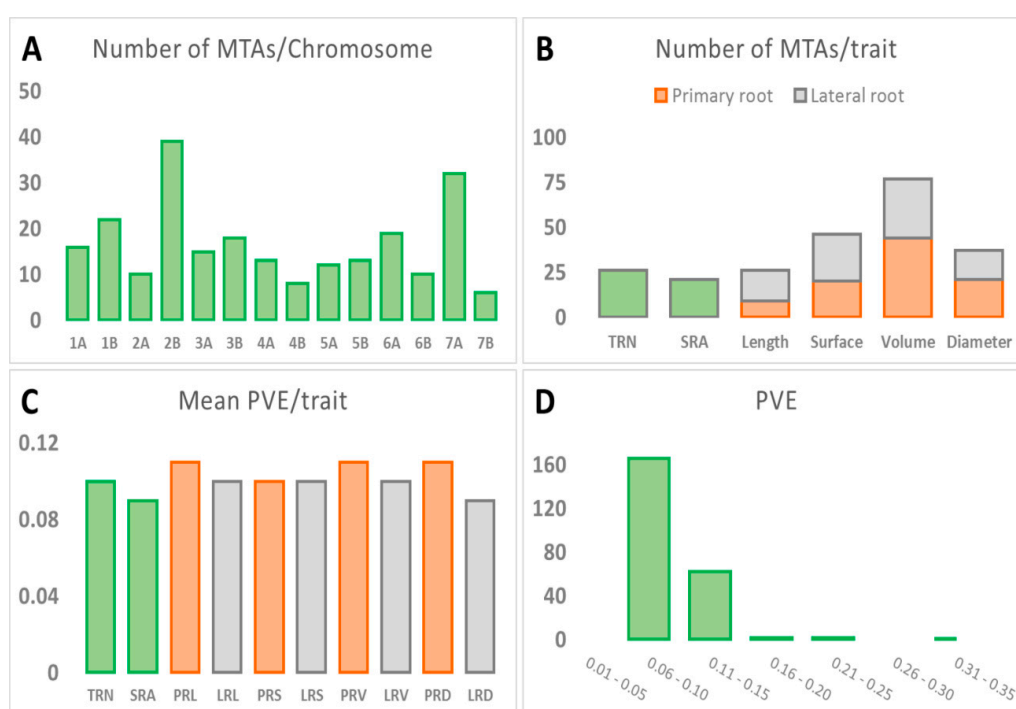 A Number of MTAs/Chromosome
50
40
30
20
10
0
1A 1B 2A 2B 3A 3B 4A 4B 5A 5B 6A 6B 7A 7B
B Number of MTAs/trait
Primary root Lateral root
100
75
50
25
0
TRN SRA Length Surface Volume Diameter
C Mean PVE/trait
0.12
0.08
0.04
0
TRN SRA PRL LRL PRS LRS PRV LRV PRD LRD
D PVE
160
120
80
40
0
0.01 - 0.05 0.06 - 0.10 0.11 - 0.15 0.16 - 0.20 0.21 - 0.25 0.26 - 0.30 0.31 - 0.35